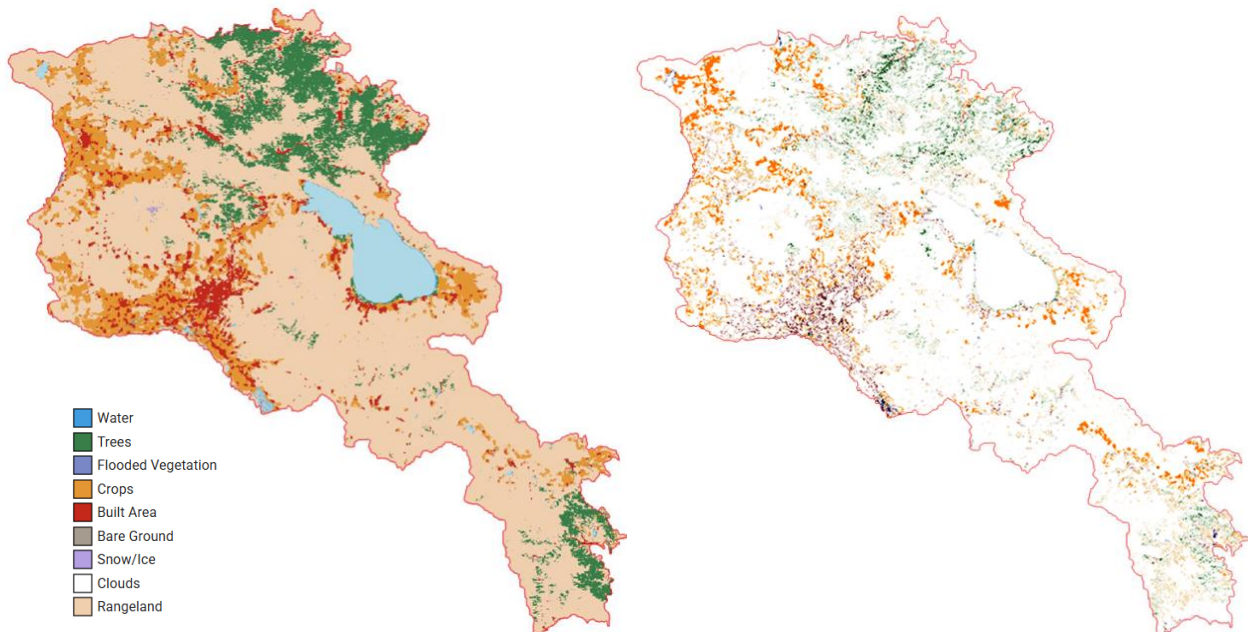 Water
Trees
Flooded Vegetation
Crops
Built Area
Bare Ground
Snow/Ice
Clouds
Rangeland